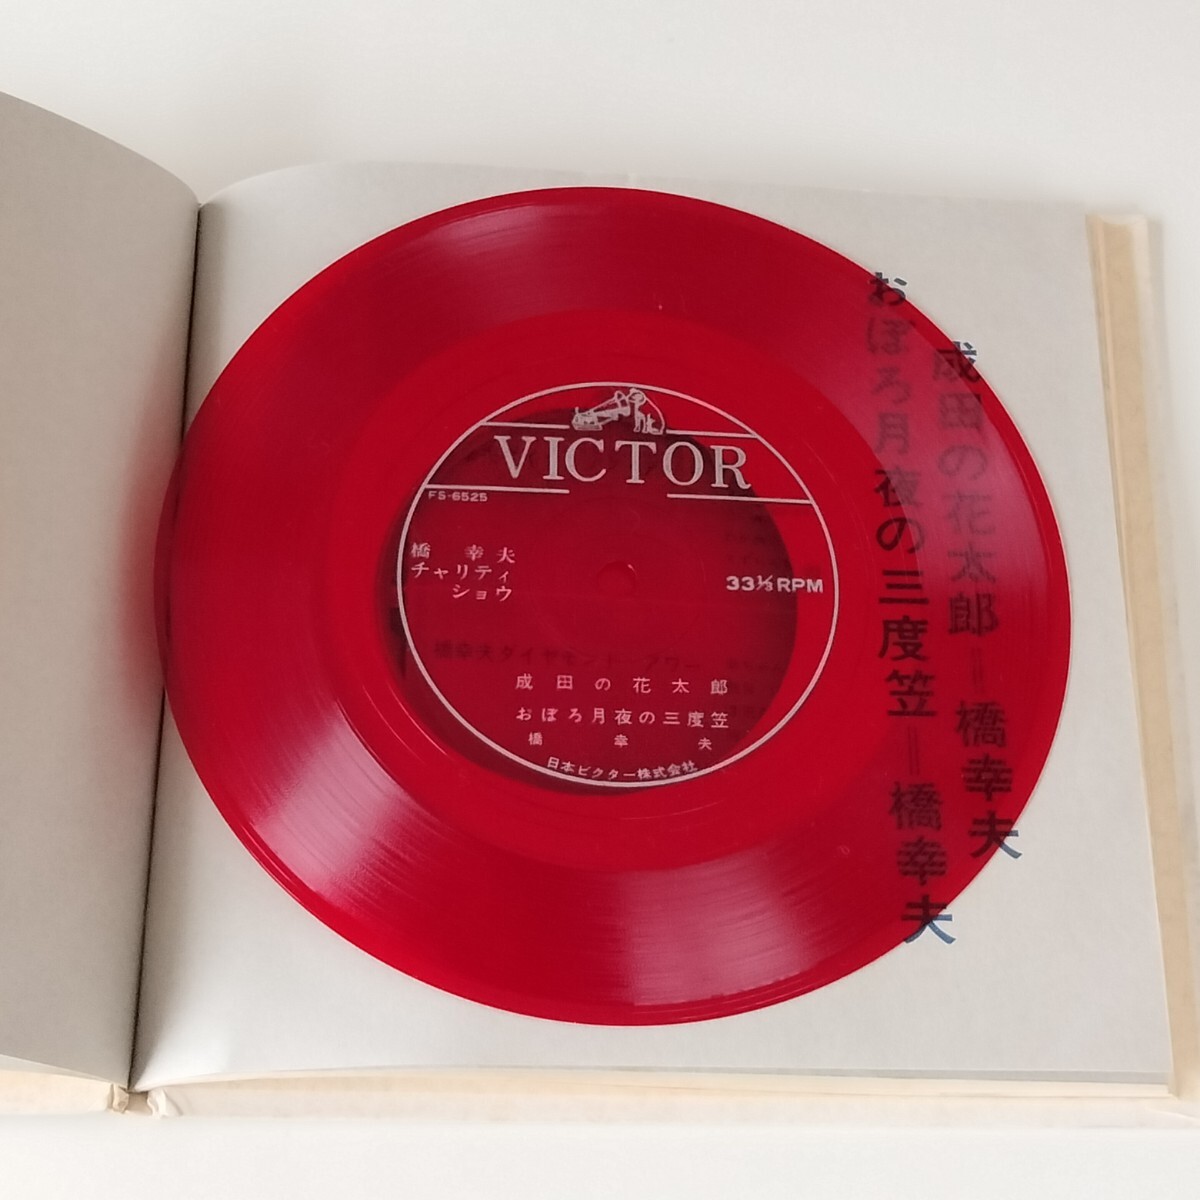 VICTOR
FS-6525
橋幸夫
チャリティ
ショウ
33⅓ RPM
成田の花太郎
おぼろ月夜の三度笠
橋幸夫
日本ビクター株式会社
成田の花太郎=橋幸夫
おぼろ月夜の三度笠=橋幸夫